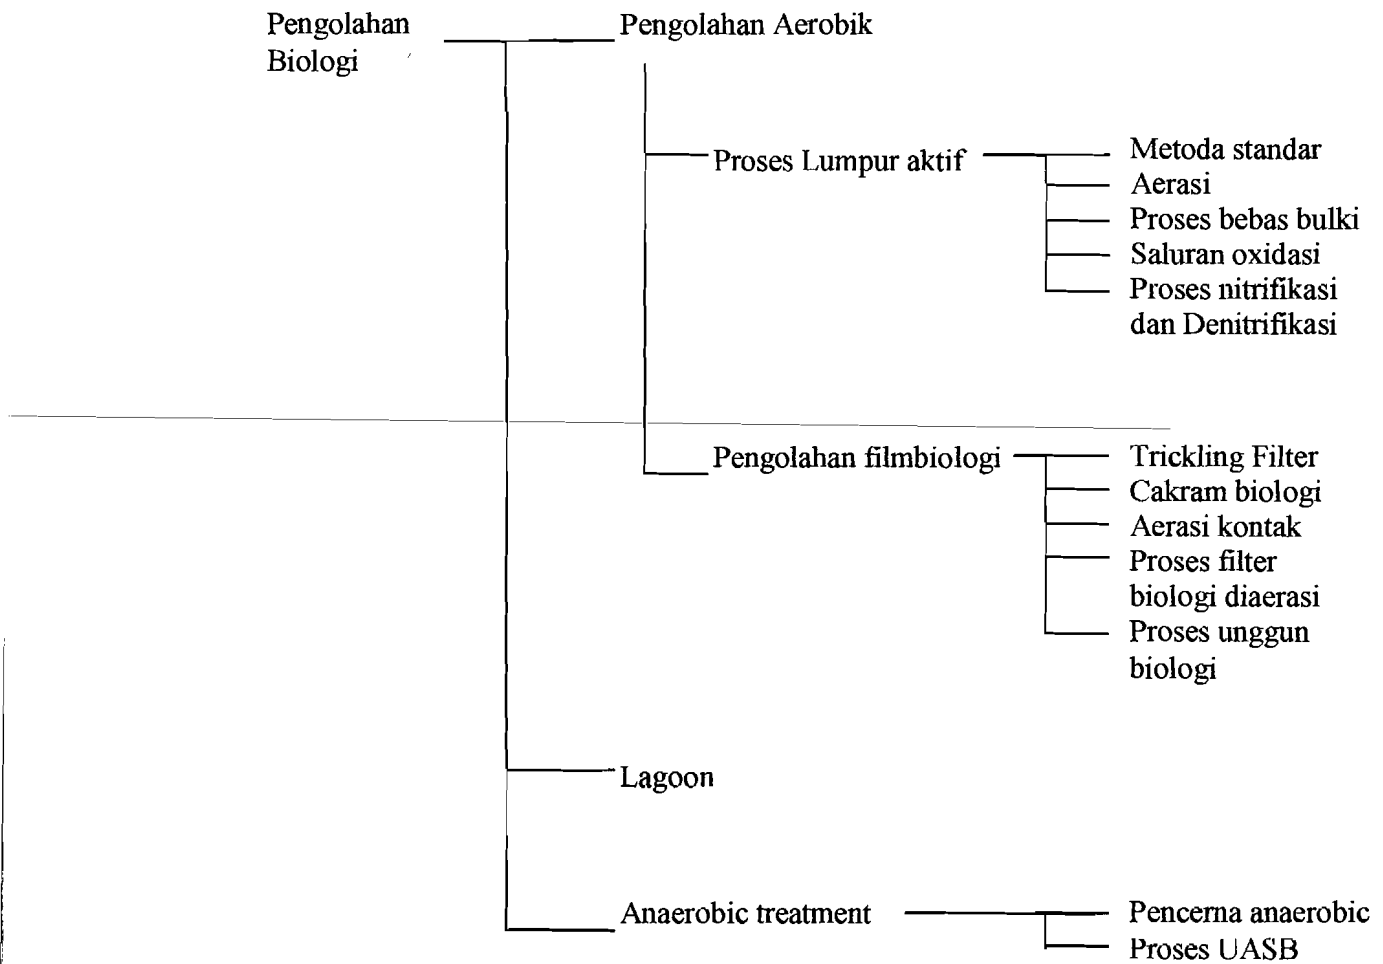 Pengolahan
Biologi
Pengolahan Aerobik
Proses Lumpur aktif
Metoda standar
Aerasi
Proses bebas bulki
Saluran oxidasi
Proses nitrifikasi
dan Denitrifikasi
Pengolahan filmbiologi
Trickling Filter
Cakram biologi
Aerasi kontak
Proses filter
biologi diaerasi
Proses unggun
biologi
Lagoon
Anaerobic treatment
Pencerna anaerobic
Proses UASB